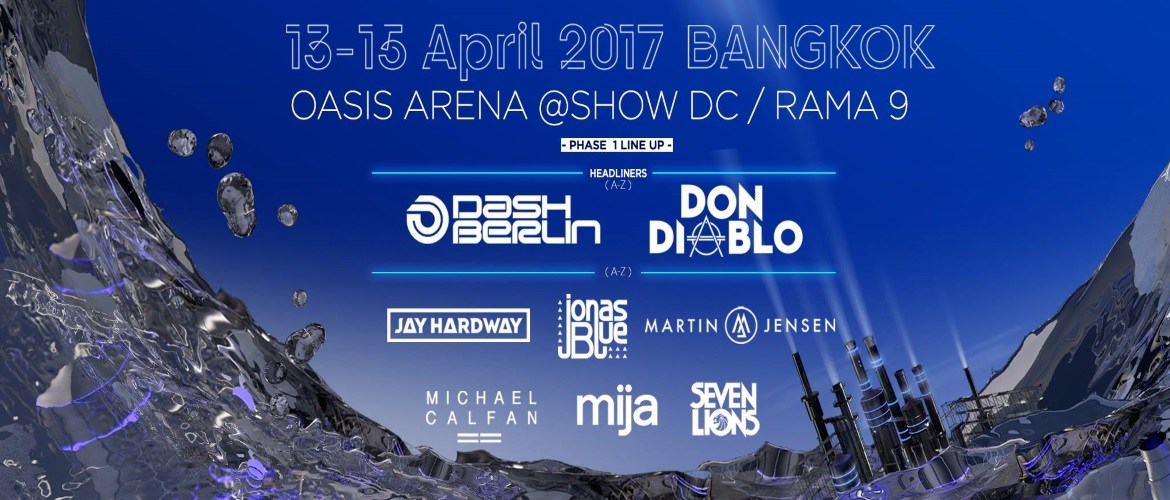 13-15 April 2017 BANGKOK
OASIS ARENA @SHOW DC / RAMA 9
- PHASE 1 LINE UP -
HEADLINERS
(A-Z)
DASH BERLIN
DON DIABLO
(A-Z)
JAY HARDWAY
jonas Blue
MARTIN JENSEN
MICHAEL CALFAN
mija
SEVEN LIONS